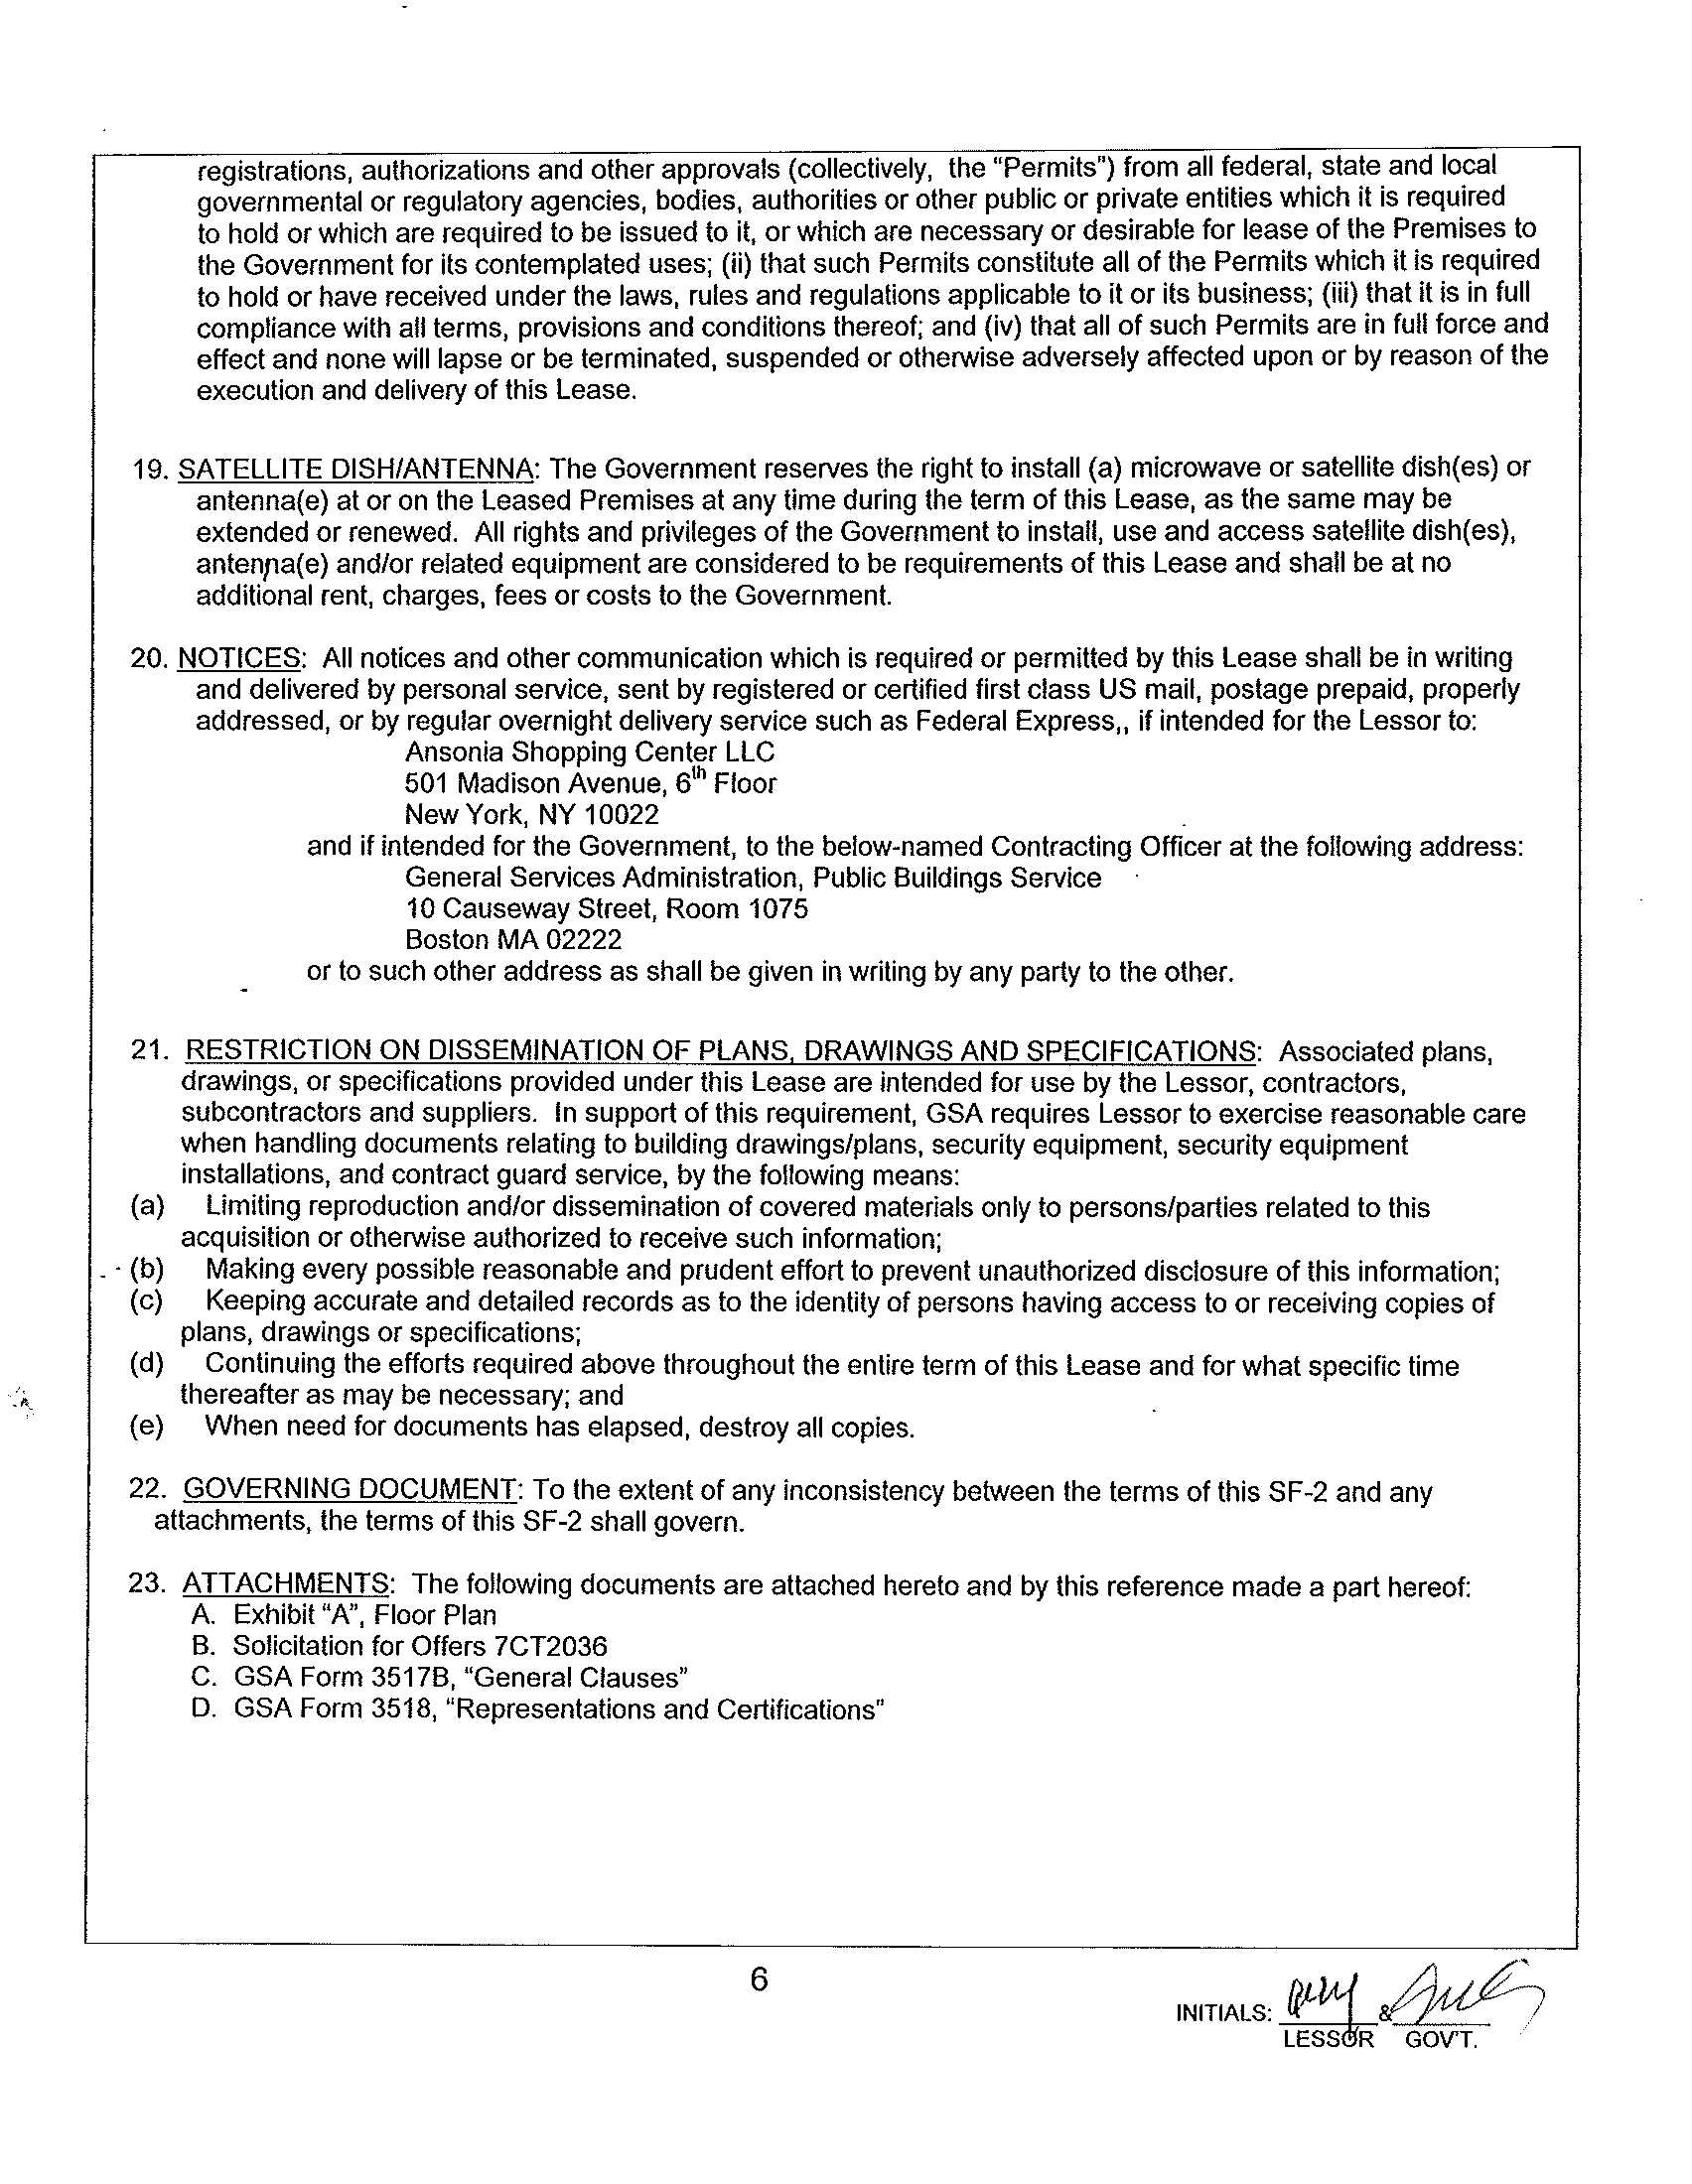 registrations, authorizations and other approvals (collectively, the "Permits") from all federal, state and local
governmental or regulatory agencies, bodies, authorities or other public or private entities which it is required
to hold or which are required to be issued to it, or which are necessary or desirable for lease of the Premises to
the Government for its contemplated uses; (ii) that such Permits constitute all of the Permits which it is required
to hold or have received under the laws, rules and regulations applicable to it or its business; (iii) that it is in full
compliance with all terms, provisions and conditions thereof; and (iv) that all of such Permits are in full force and
effect and none will lapse or be terminated, suspended or otherwise adversely affected upon or by reason of the
execution and delivery of this Lease.
19. SATELLITE DISH/ANTENNA: The Government reserves the right to install (a) microwave or satellite dish(es) or
antenna(e) at or on the Leased Premises at any time during the term of this Lease, as the same may be
extended or renewed. All rights and privileges of the Government to install, use and access satellite dish(es),
antenna(e) and/or related equipment are considered to be requirements of this Lease and shall be at no
additional rent, charges, fees or costs to the Government.
20. NOTICES: All notices and other communication which is required or permitted by this Lease shall be in writing
and delivered by personal service, sent by registered or certified first class US mail, postage prepaid, properly
addressed, or by regular overnight delivery service such as Federal Express,, if intended for the Lessor to:
Ansonia Shopping Center LLC
501 Madison Avenue, 6th Floor
New York, NY 10022
and if intended for the Government, to the below-named Contracting Officer at the following address:
General Services Administration, Public Buildings Service
10 Causeway Street, Room 1075
Boston MA 02222
or to such other address as shall be given in writing by any party to the other.
21. RESTRICTION ON DISSEMINATION OF PLANS, DRAWINGS AND SPECIFICATIONS: Associated plans,
drawings, or specifications provided under this Lease are intended for use by the Lessor, contractors,
subcontractors and suppliers. In support of this requirement, GSA requires Lessor to exercise reasonable care
when handling documents relating to building drawings/plans, security equipment, security equipment
installations, and contract guard service, by the following means:
(a) Limiting reproduction and/or dissemination of covered materials only to persons/parties related to this
acquisition or otherwise authorized to receive such information;
(b) Making every possible reasonable and prudent effort to prevent unauthorized disclosure of this information;
(c) Keeping accurate and detailed records as to the identity of persons having access to or receiving copies of
plans, drawings or specifications;
(d) Continuing the efforts required above throughout the entire term of this Lease and for what specific time
thereafter as may be necessary; and
(e) When need for documents has elapsed, destroy all copies.
22. GOVERNING DOCUMENT: To the extent of any inconsistency between the terms of this SF-2 and any
attachments, the terms of this SF-2 shall govern.
23. ATTACHMENTS: The following documents are attached hereto and by this reference made a part hereof:
A. Exhibit "A", Floor Plan
B. Solicitation for Offers 7CT2036
C. GSA Form 3517B, "General Clauses"
D. GSA Form 3518, "Representations and Certifications"
6
INITIALS: &
LESSOR GOV'T.